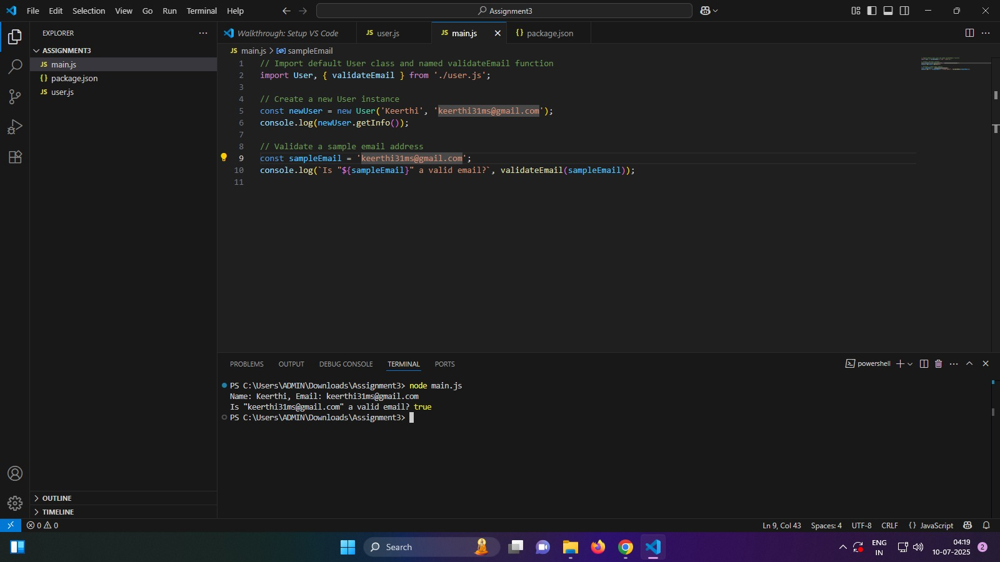 File Edit Selection View Go Run Terminal Help
Assignment3
EXPLORER
ASSIGNMENT3
JS main.js
{} package.json
JS user.js
OUTLINE
TIMELINE
Walkthrough: Setup VS Code
JS user.js
JS main.js
{} package.json
JS main.js > sampleEmail
1 // Import default User class and named validateEmail function
2 import User, { validateEmail } from './user.js';
3
4 // Create a new User instance
5 const newUser = new User('Keerthi', 'keerthi31ms@gmail.com');
6 console.log(newUser.getInfo());
7
8 // Validate a sample email address
9 const sampleEmail = 'keerthi31ms@gmail.com';
10 console.log(`Is "${sampleEmail}" a valid email?`, validateEmail(sampleEmail));
11
PROBLEMS OUTPUT DEBUG CONSOLE TERMINAL PORTS
powershell
PS C:\Users\ADMIN\Downloads\Assignment3> node main.js
Name: Keerthi, Email: keerthi31ms@gmail.com
Is "keerthi31ms@gmail.com" a valid email? true
PS C:\Users\ADMIN\Downloads\Assignment3>
0 0
Ln 9, Col 43 Spaces: 4 UTF-8 CRLF {} JavaScript
Search
ENG
IN
04:19
10-07-2025
2